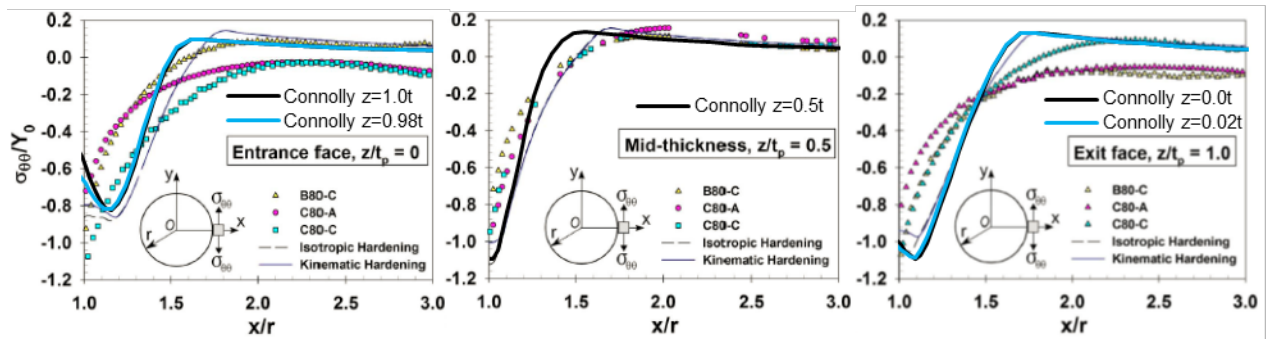 σθθ/Y0
0.2
0.0
-0.2
-0.4
-0.6
-0.8
-1.0
-1.2
Connolly z=1.0t
Connolly z=0.98t
Entrance face, z/tp = 0
y
σθθ
O
x
r
σθθ
B80-C
C80-A
C80-C
Isotropic Hardening
Kinematic Hardening
1.0 1.5 2.0 2.5 3.0
x/r
0.2
0.0
-0.2
-0.4
-0.6
-0.8
-1.0
-1.2
Connolly z=0.5t
Mid-thickness, z/tp = 0.5
y
σθθ
O
x
r
σθθ
B80-C
C80-A
C80-C
Isotropic Hardening
Kinematic Hardening
1.0 1.5 2.0 2.5 3.0
x/r
0.2
0.0
-0.2
-0.4
-0.6
-0.8
-1.0
-1.2
Connolly z=0.0t
Connolly z=0.02t
Exit face, z/tp = 1.0
y
σθθ
O
x
r
σθθ
B80-C
C80-A
C80-C
Isotropic Hardening
Kinematic Hardening
1.0 1.5 2.0 2.5 3.0
x/r